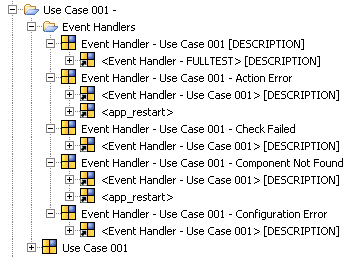 Use Case 001 -
Event Handlers
Event Handler - Use Case 001 [DESCRIPTION]
<Event Handler - FULLTEST> [DESCRIPTION]
Event Handler - Use Case 001 - Action Error
<Event Handler - Use Case 001> [DESCRIPTION]
<app_restart>
Event Handler - Use Case 001 - Check Failed
<Event Handler - Use Case 001> [DESCRIPTION]
Event Handler - Use Case 001 - Component Not Found
<Event Handler - Use Case 001> [DESCRIPTION]
<app_restart>
Event Handler - Use Case 001 - Configuration Error
<Event Handler - Use Case 001> [DESCRIPTION]
Use Case 001